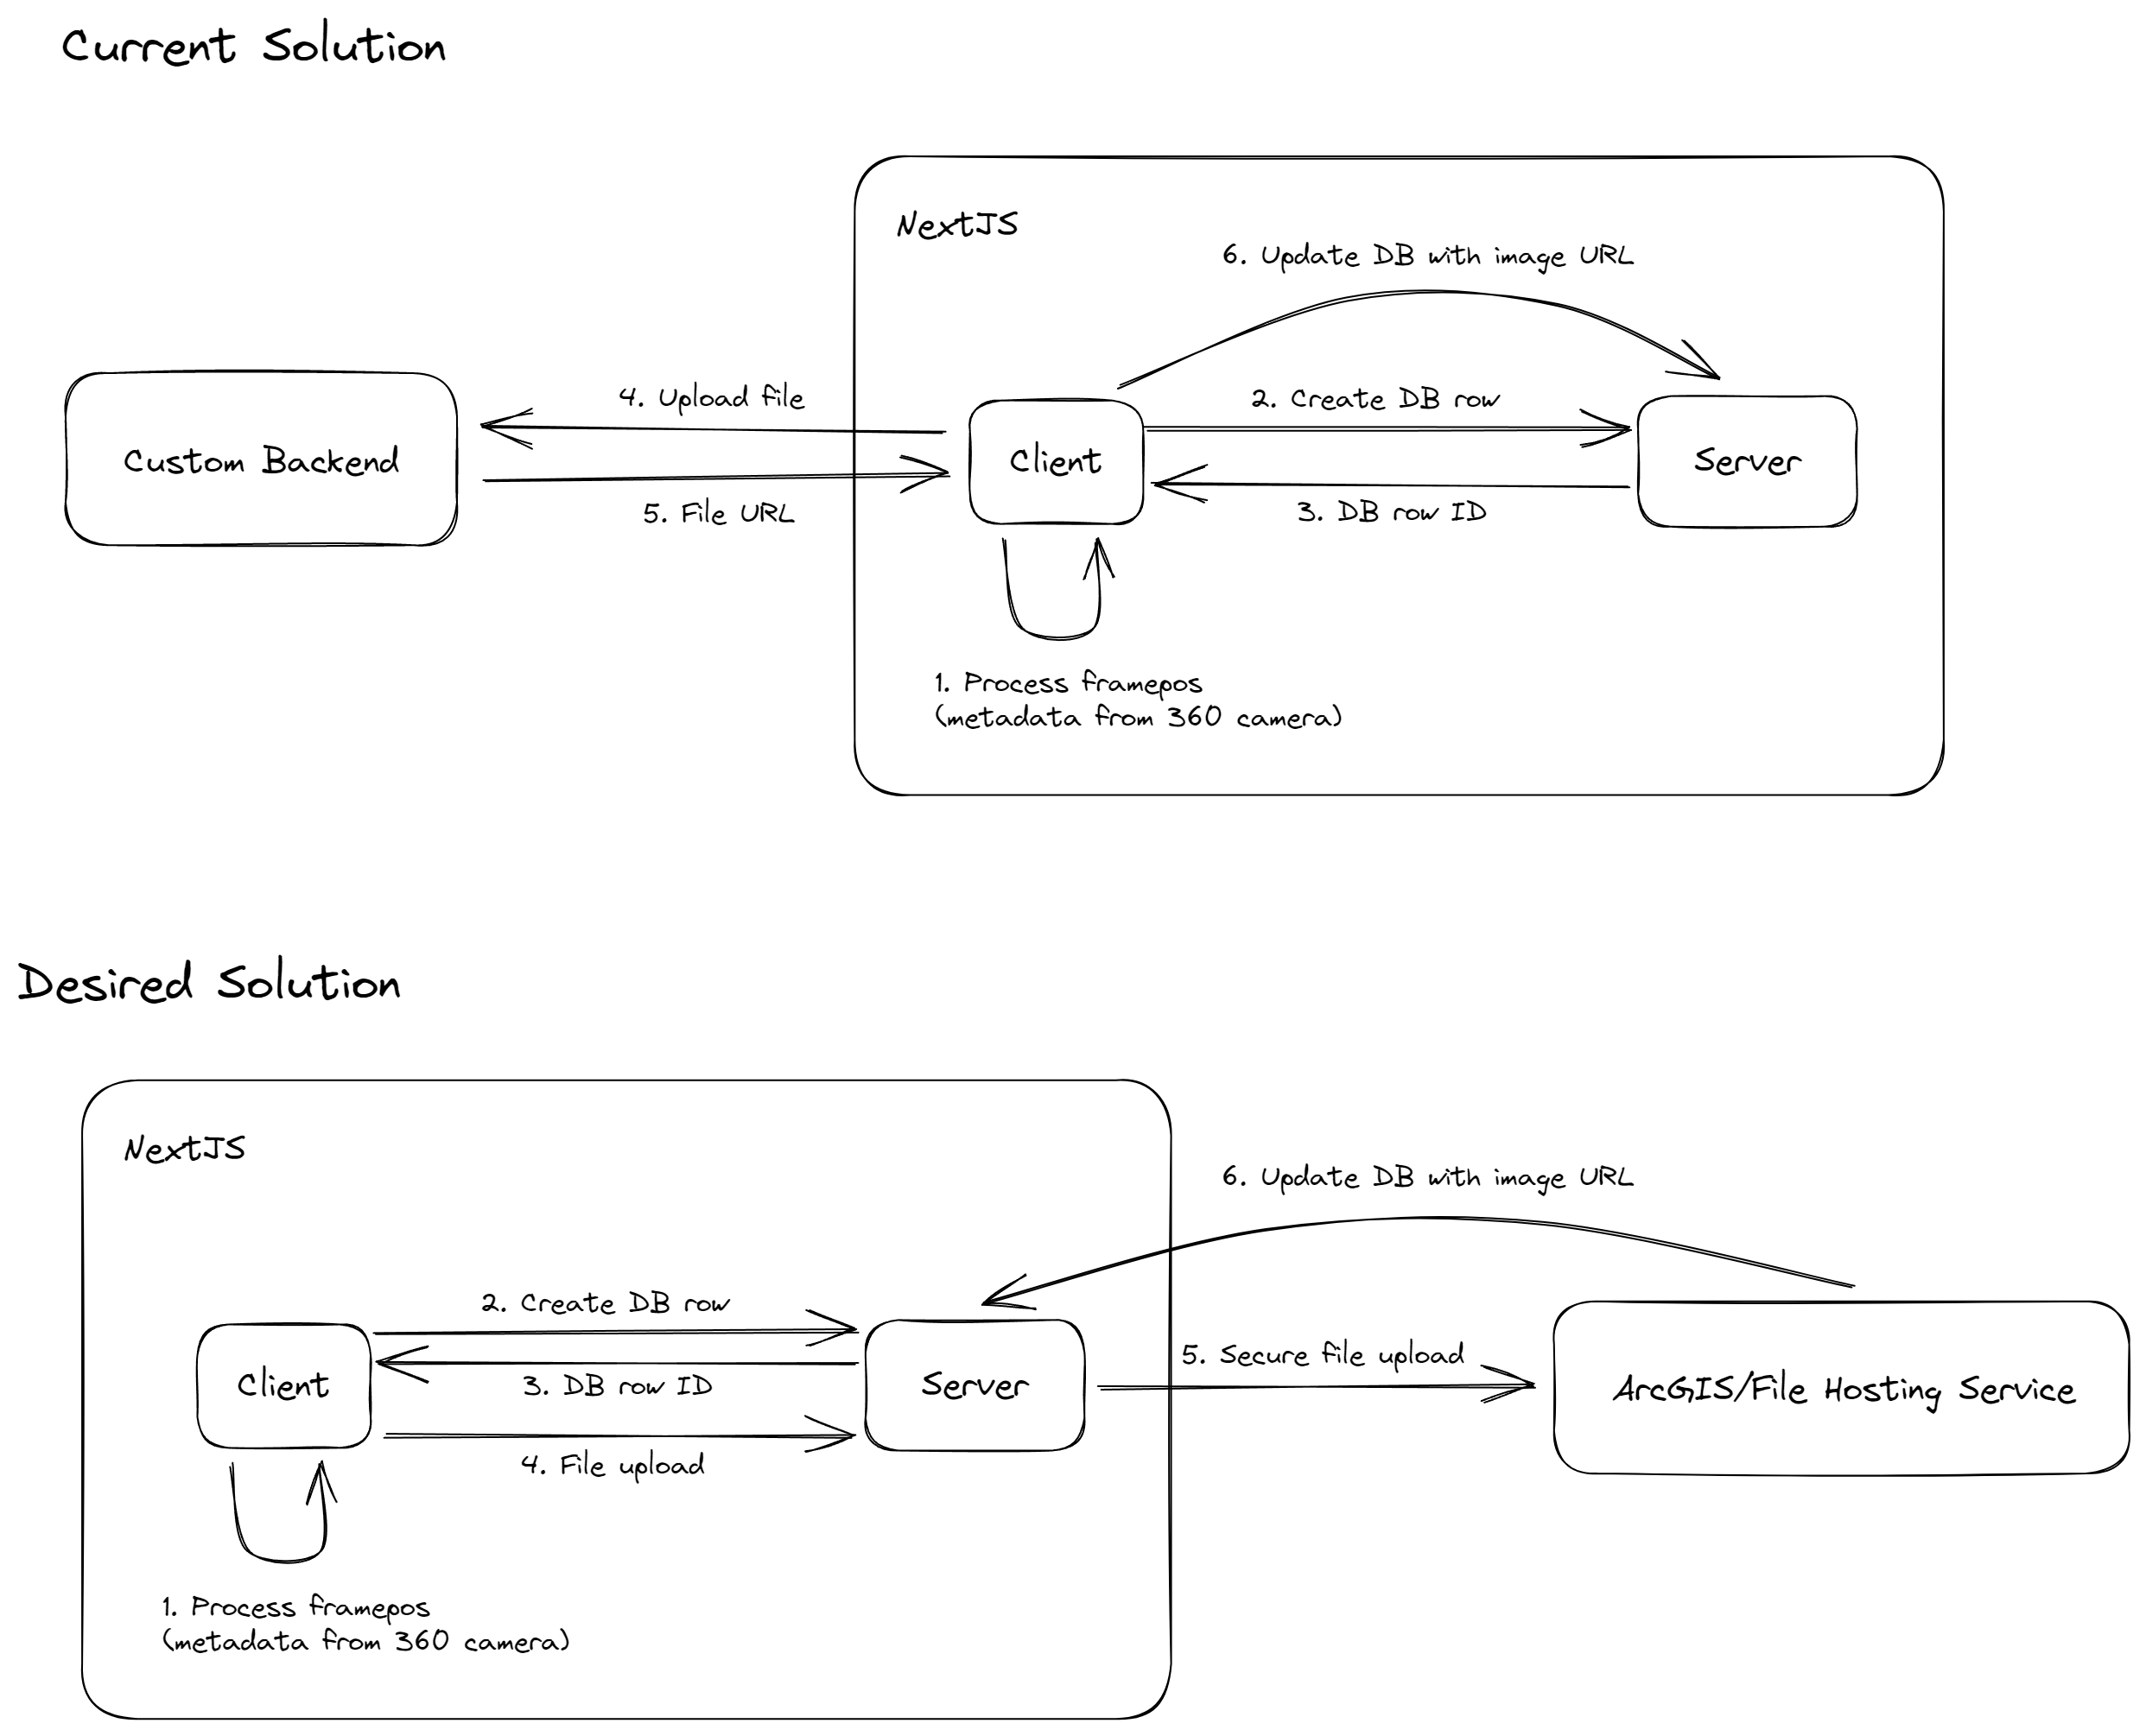 Current Solution
NextJS
6. Update DB with image URL
4. Upload file
2. Create DB row
Custom Backend
Client
Server
5. File URL
3. DB row ID
1. Process framepos
(metadata from 360 camera)
Desired Solution
NextJS
6. Update DB with image URL
2. Create DB row
5. Secure file upload
Client
3. DB row ID
Server
ArcGIS/File Hosting Service
4. File upload
1. Process framepos
(metadata from 360 camera)